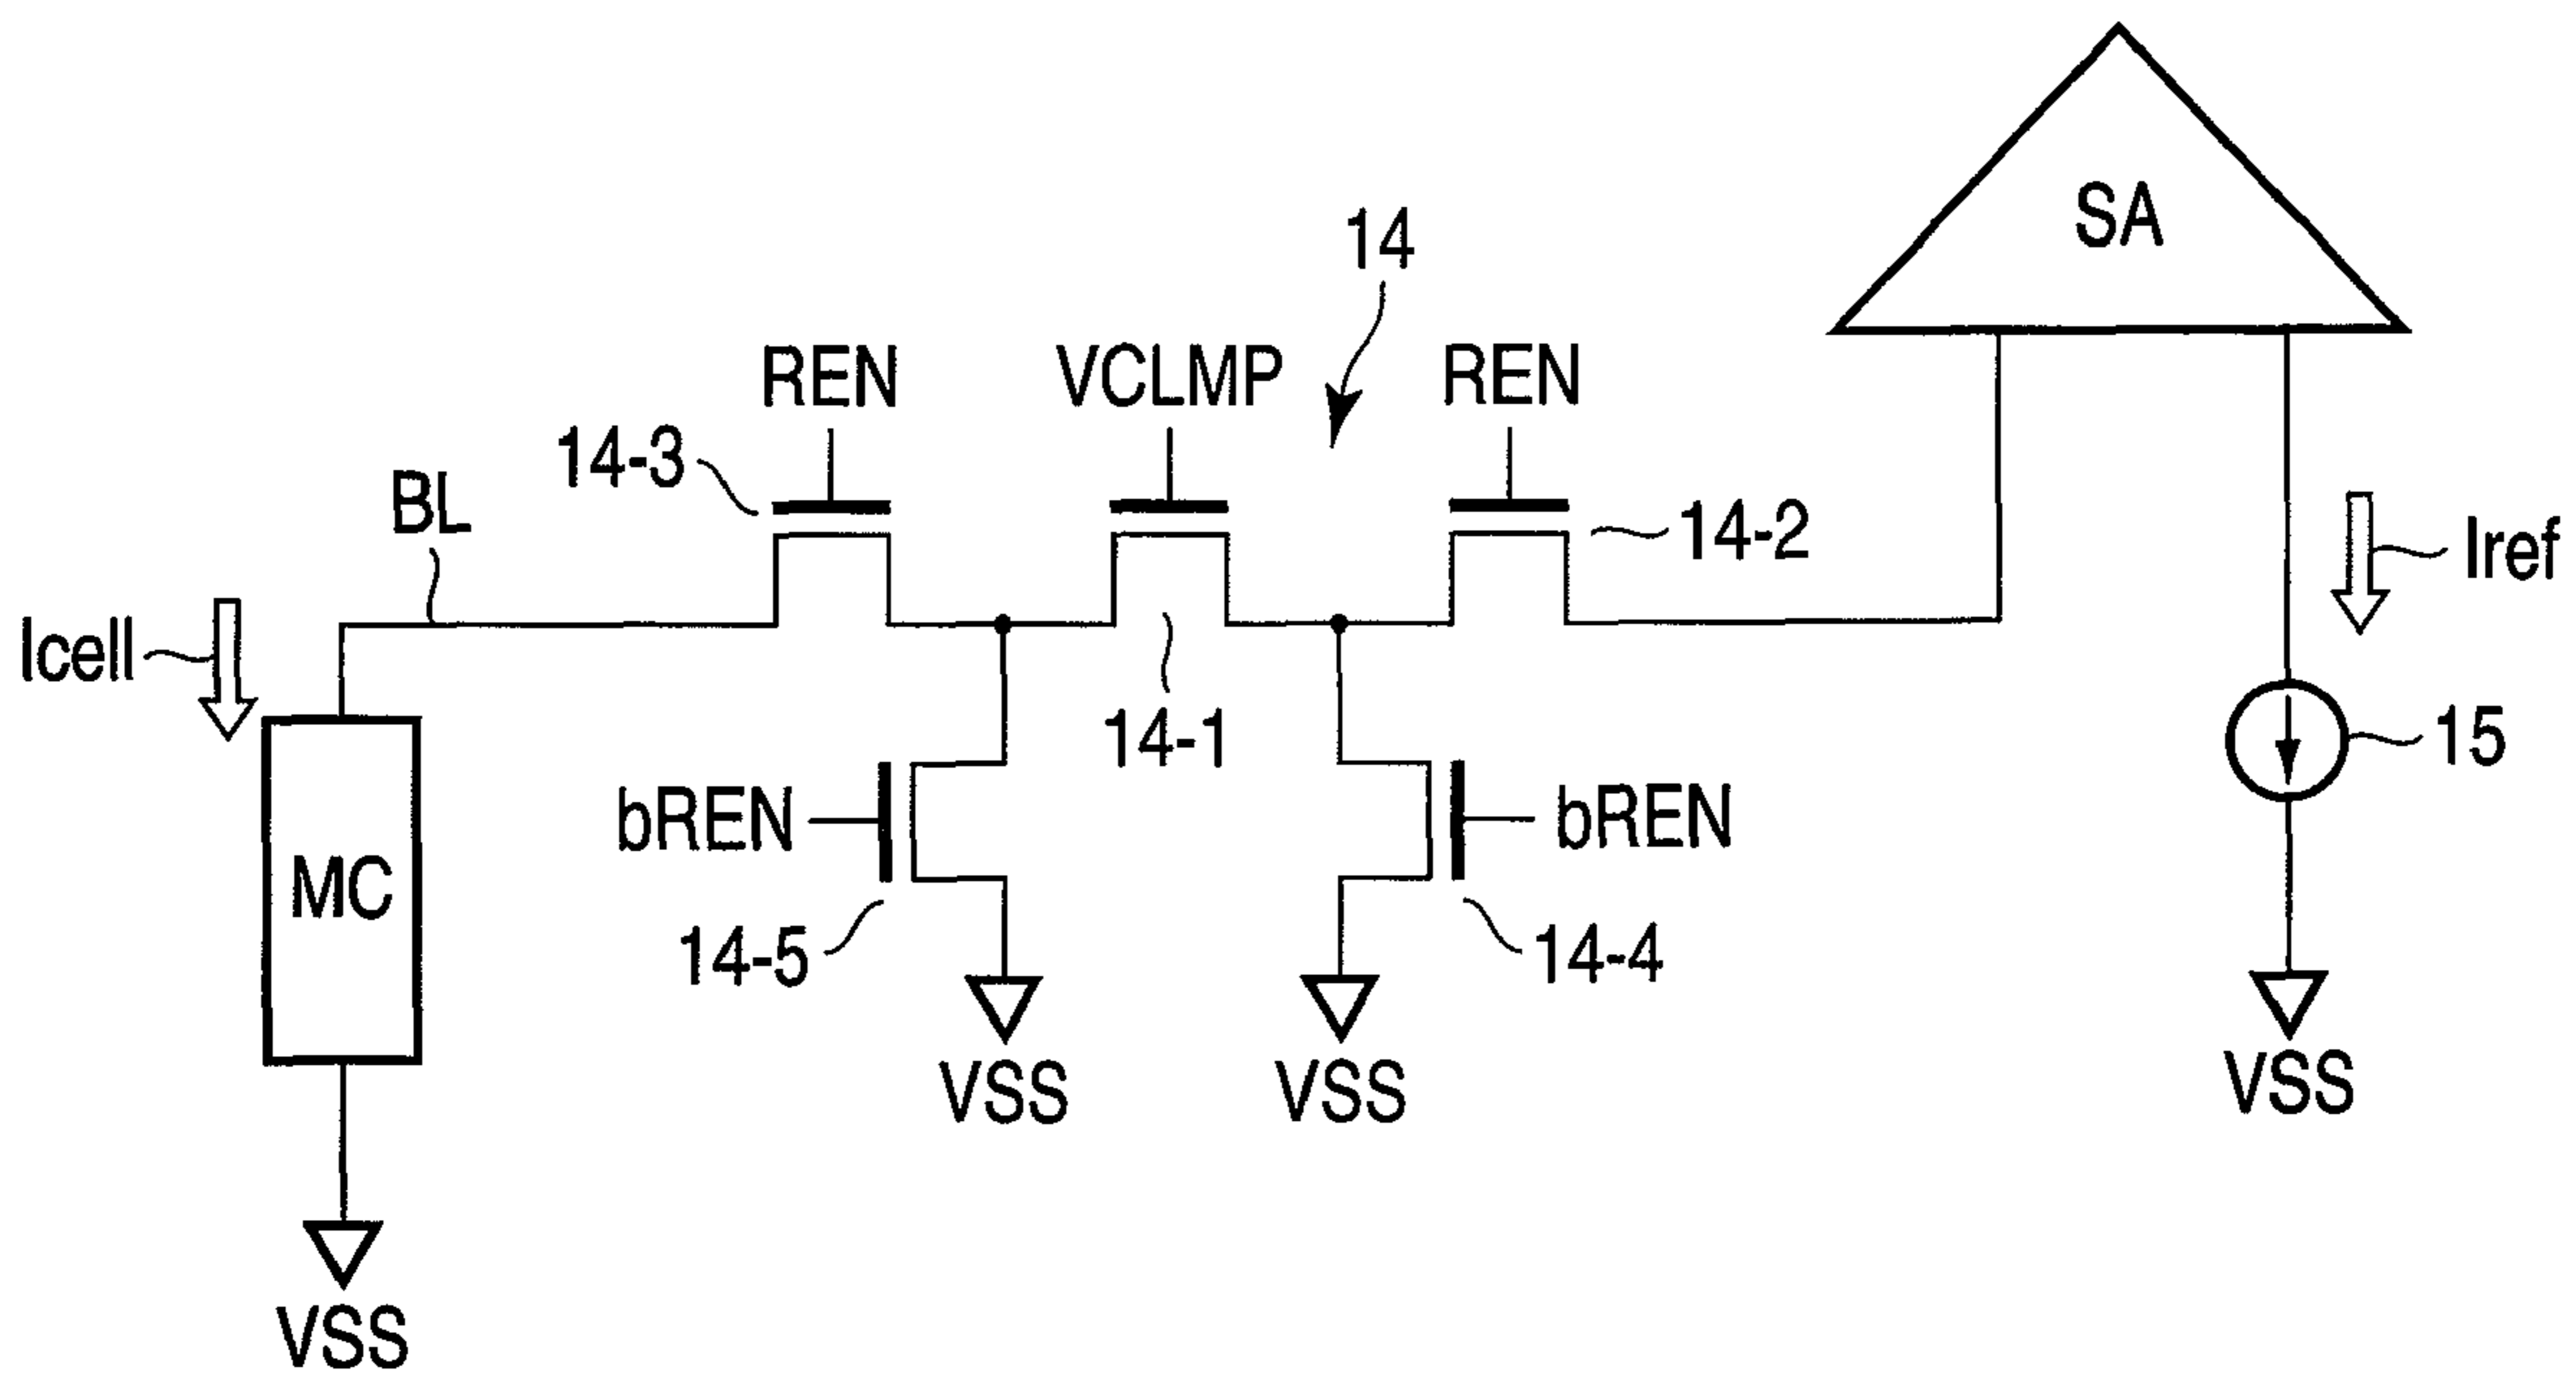 SA
14
REN
VCLMP
REN
14-3
BL
14-2
Iref
Icell
14-1
15
bREN
bREN
MC
14-5
14-4
VSS
VSS
VSS
VSS